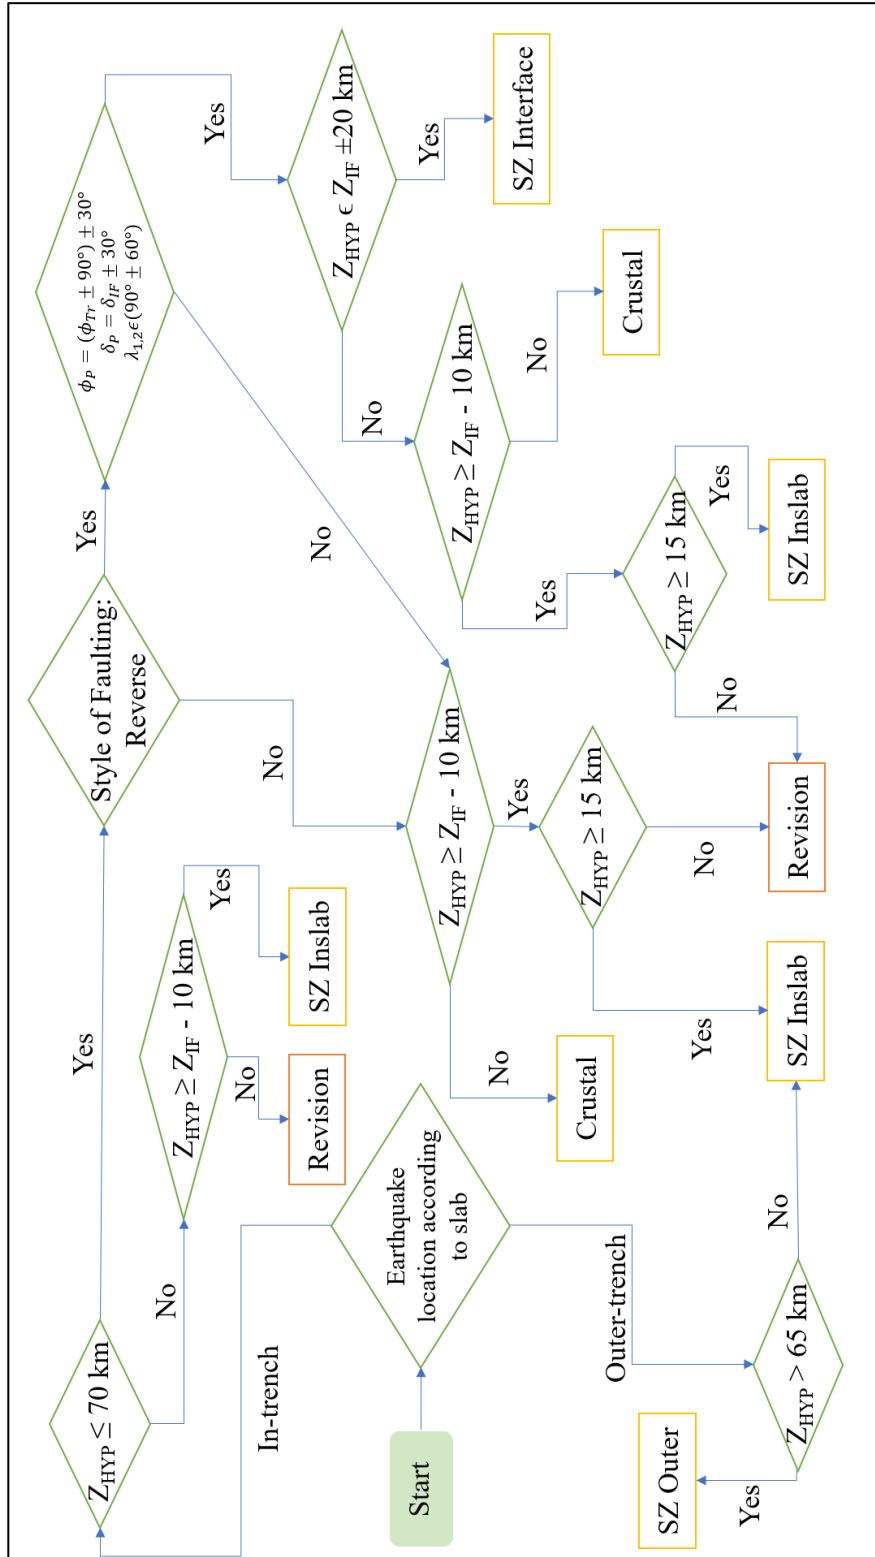 Start
Earthquake
location according
to slab
In-trench
Outer-trench
Z_HYP ≤ 70 km
Yes
No
Z_HYP ≥ Z_IF - 10 km
Yes
SZ Inslab
No
Revision
Style of Faulting:
Reverse
Yes
No
ϕ_P = (ϕ_Tr ± 90°) ± 30°
δ_P = δ_IF ± 30°
λ_1,2 ϵ(90° ± 60°)
Yes
No
Z_HYP ϵ Z_IF ±20 km
Yes
SZ Interface
No
Z_HYP ≥ Z_IF - 10 km
No
Crustal
Yes
Z_HYP ≥ 15 km
Yes
SZ Inslab
No
Revision
Z_HYP ≥ Z_IF - 10 km
Yes
No
Crustal
Z_HYP ≥ 15 km
No
Yes
SZ Inslab
Z_HYP > 65 km
No
Yes
SZ Outer